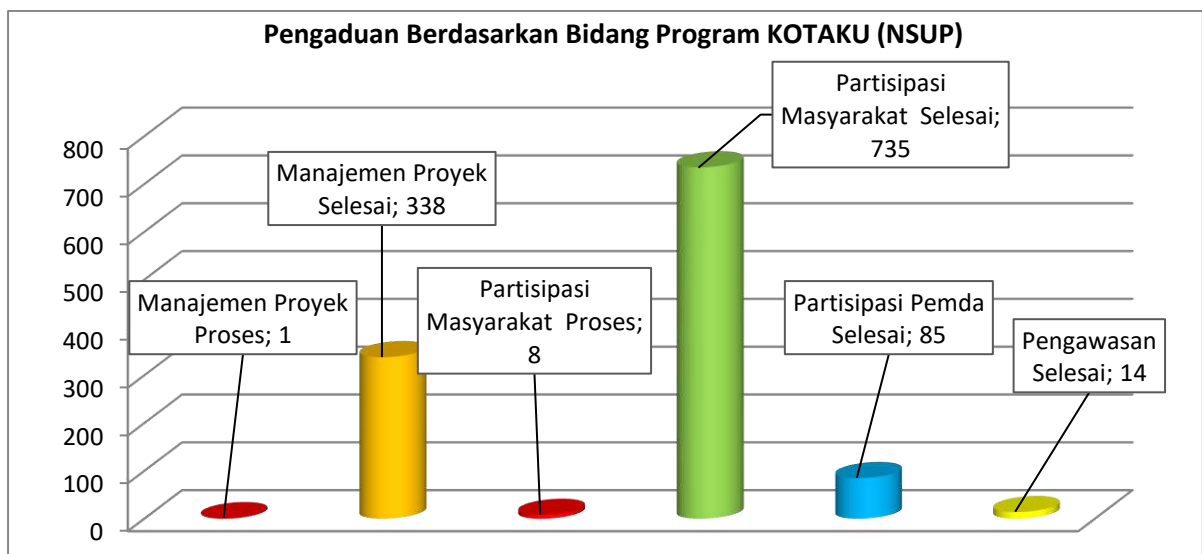 Pengaduan Berdasarkan Bidang Program KOTAKU (NSUP)
Partisipasi
Masyarakat Selesai;
735
Manajemen Proyek
Selesai; 338
Manajemen Proyek
Proses; 1
Partisipasi
Masyarakat Proses;
8
Partisipasi Pemda
Selesai; 85
Pengawasan
Selesai; 14
800
700
600
500
400
300
200
100
0